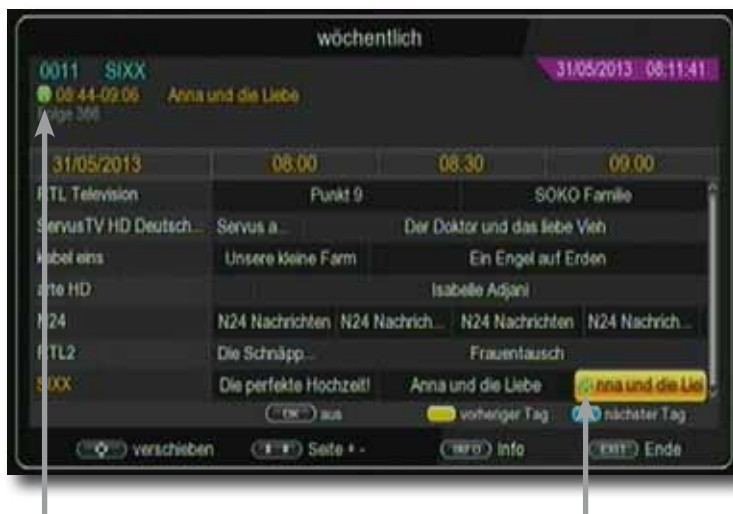 wöchentlich
0011 SIXX 31/05/2013 08:11:41
08:44-09:06 Anna und die Liebe
Folge 366
31/05/2013 08:00 08:30 09:00
RTL Television Punkt 9 SOKO Familie
ServusTV HD Deutsch... Servus a... Der Doktor und das liebe Vieh
kabel eins Unsere kleine Farm Ein Engel auf Erden
arte HD Isabelle Adjani
N24 N24 Nachrichten N24 Nachrich... N24 Nachrichten N24 Nachrich...
RTL2 Die Schnäpp... Frauentausch
SIXX Die perfekte Hochzeit! Anna und die Liebe Anna und die Lie
OK aus vorheriger Tag nächster Tag
verschieben Seite + - INFO Info EXIT Ende